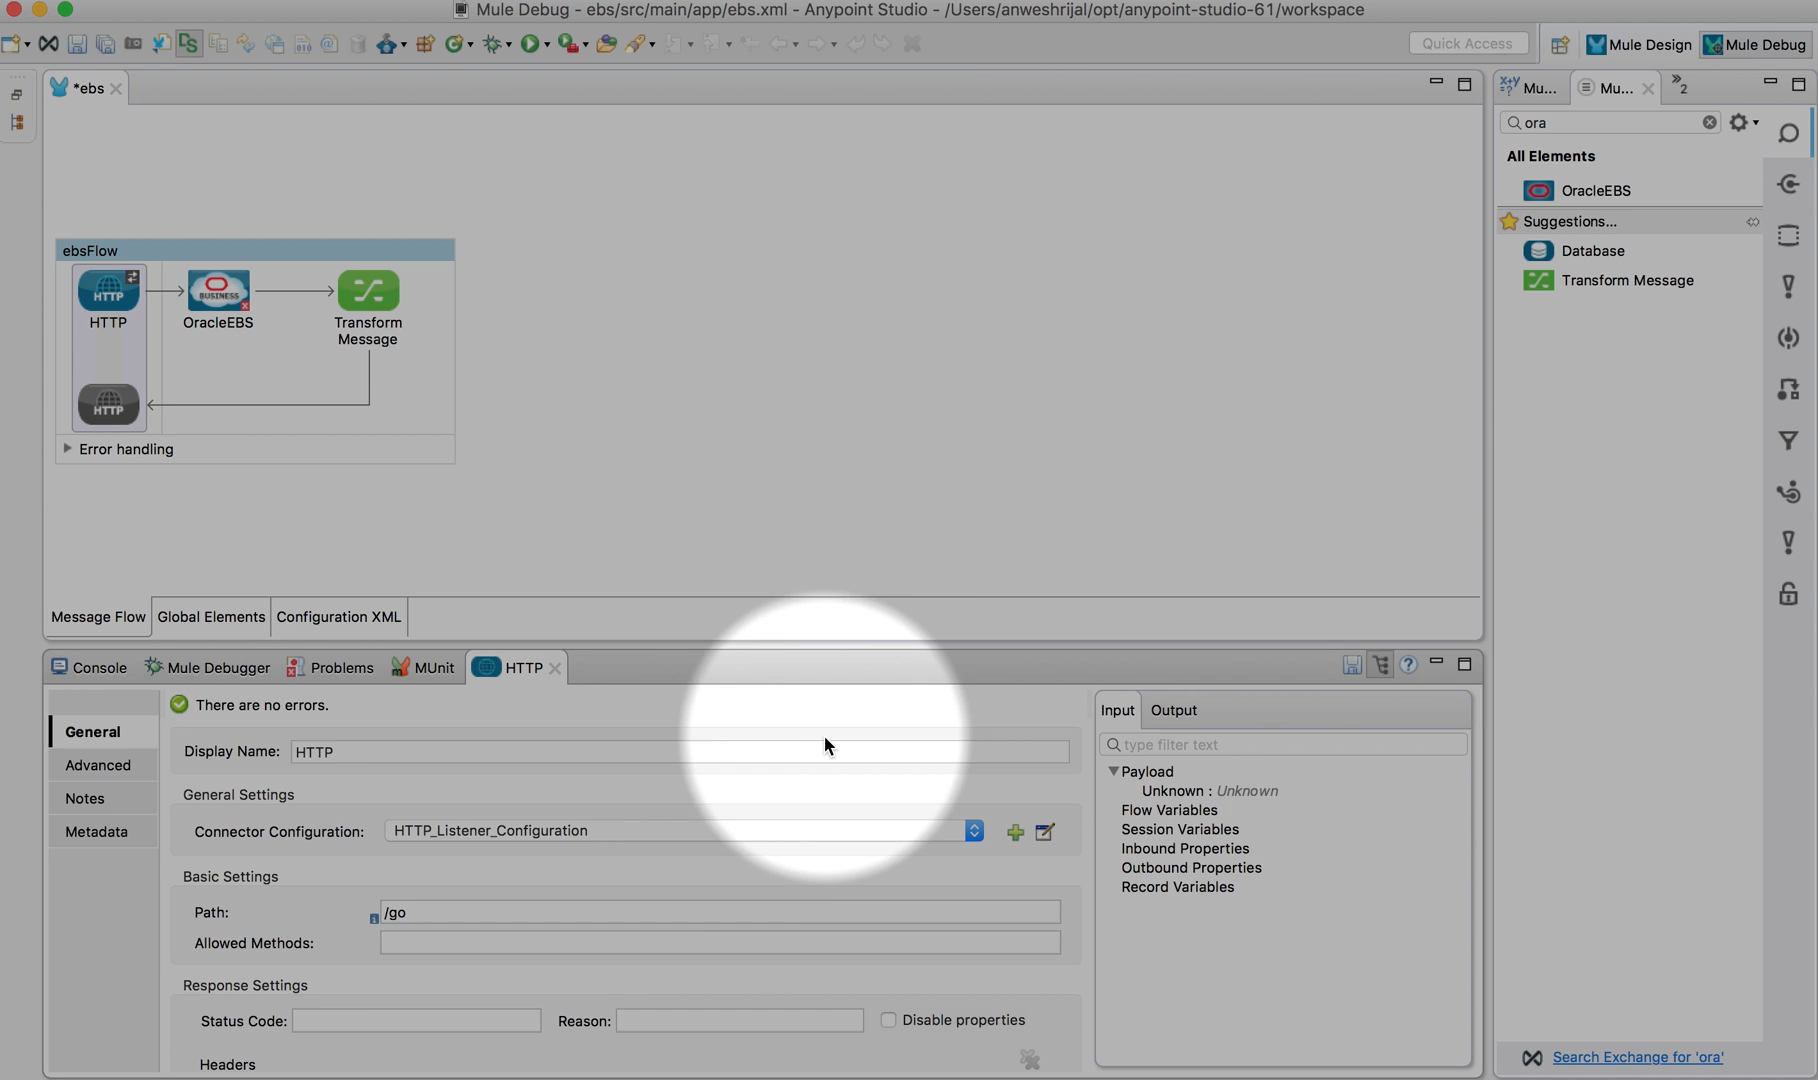 Mule Debug - ebs/src/main/app/ebs.xml - Anypoint Studio - /Users/anweshrijal/opt/anypoint-studio-61/workspace
Quick Access
Mule Design
Mule Debug
*ebs
Mu...
Mu...
2
ora
All Elements
OracleEBS
Suggestions...
Database
Transform Message
ebsFlow
HTTP
BUSINESS
HTTP
OracleEBS
Transform
Message
HTTP
Error handling
Message Flow
Global Elements
Configuration XML
Console
Mule Debugger
Problems
MUnit
HTTP
There are no errors.
General
Advanced
Notes
Metadata
Display Name: HTTP
General Settings
Connector Configuration: HTTP_Listener_Configuration
Basic Settings
Path: /go
Allowed Methods:
Response Settings
Status Code:
Reason:
Disable properties
Headers
Input
Output
type filter text
Payload
Unknown : Unknown
Flow Variables
Session Variables
Inbound Properties
Outbound Properties
Record Variables
Search Exchange for 'ora'